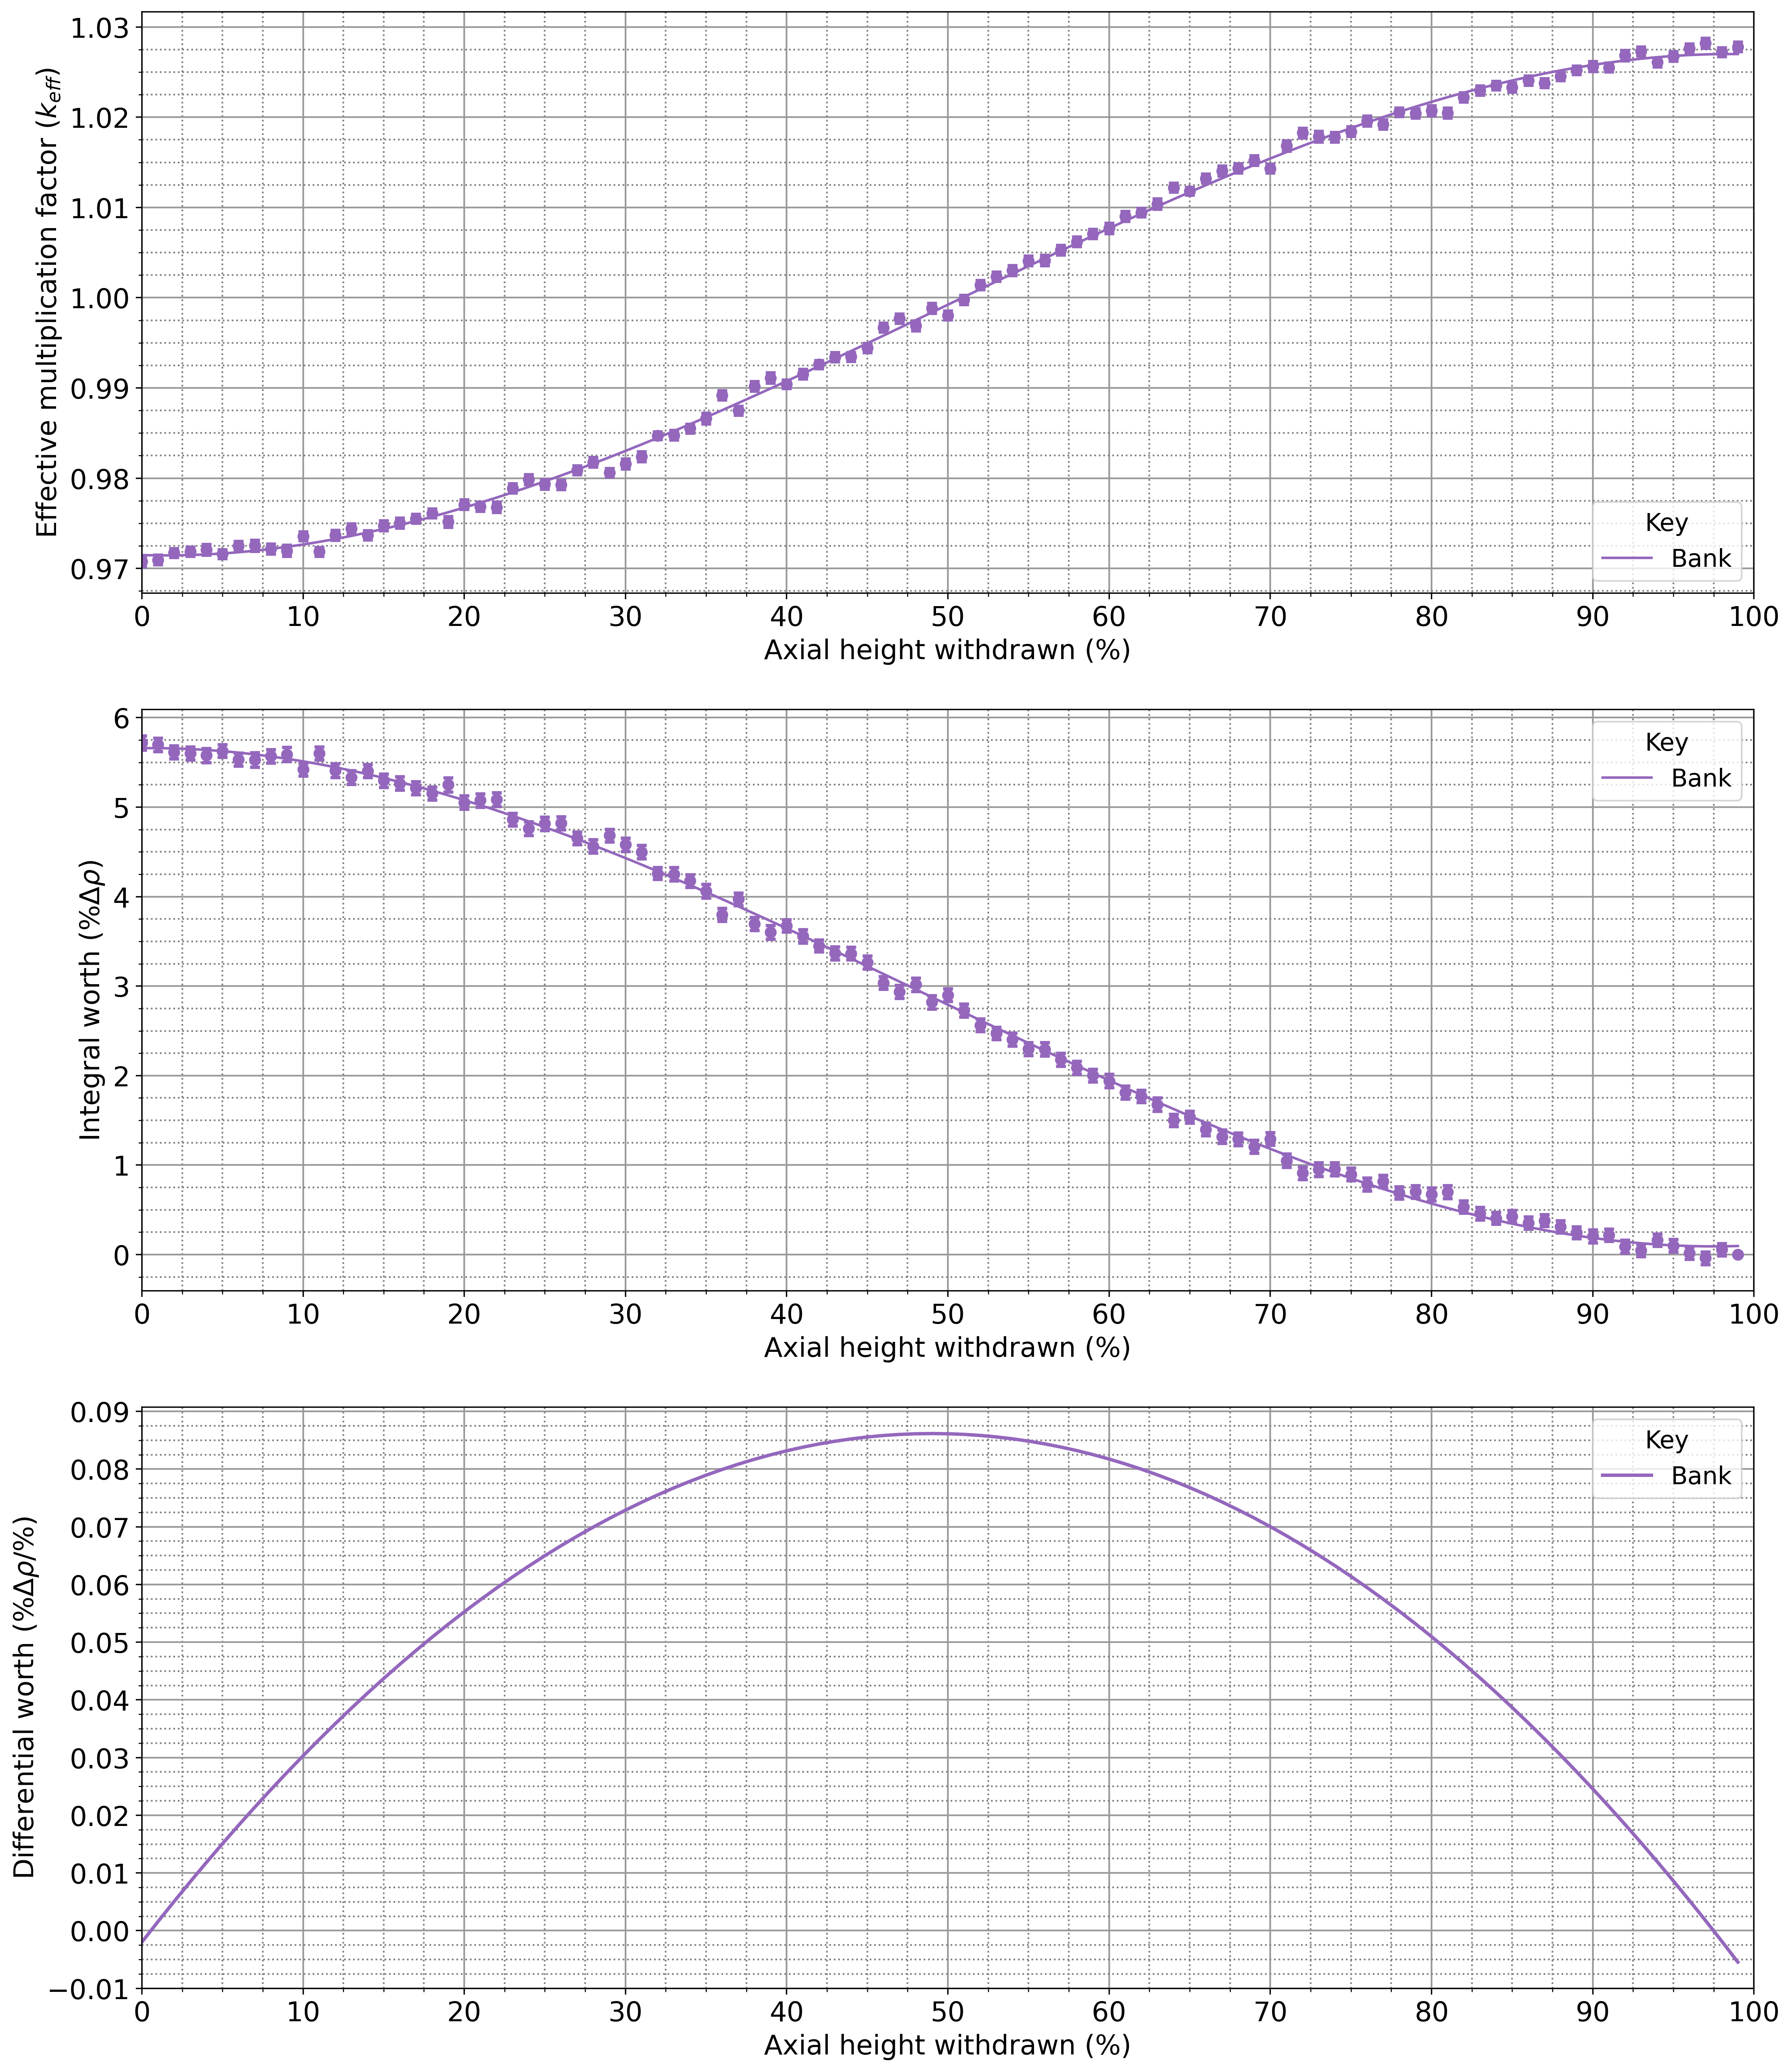 Effective multiplication factor (k_eff)
1.03
1.02
1.01
1.00
0.99
0.98
0.97
Key
Bank
0 10 20 30 40 50 60 70 80 90 100
Axial height withdrawn (%)
Integral worth (%Δρ)
6
5
4
3
2
1
0
Key
Bank
0 10 20 30 40 50 60 70 80 90 100
Axial height withdrawn (%)
Differential worth (%Δρ/%)
0.09
0.08
0.07
0.06
0.05
0.04
0.03
0.02
0.01
0.00
−0.01
Key
Bank
0 10 20 30 40 50 60 70 80 90 100
Axial height withdrawn (%)